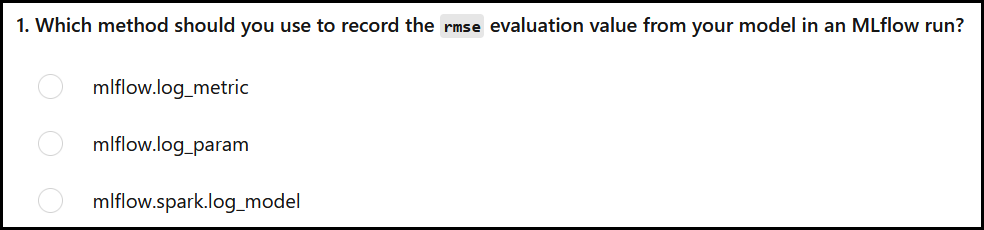 1. Which method should you use to record the rmse evaluation value from your model in an MLflow run?
mlflow.log_metric
mlflow.log_param
mlflow.spark.log_model